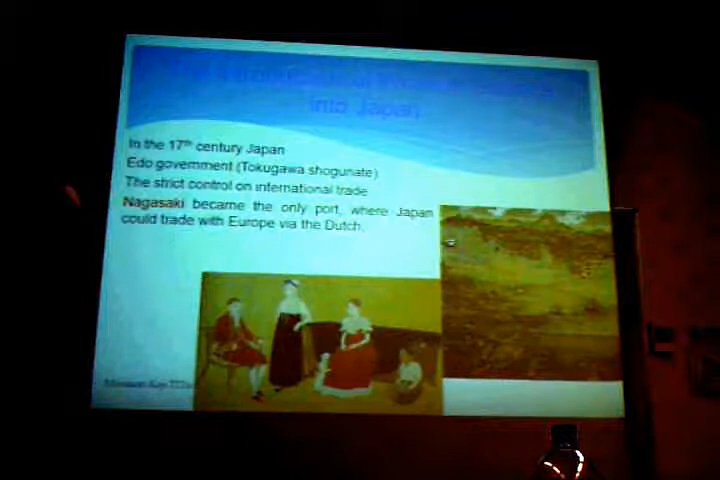 into Japan
In the 17th century Japan
Edo government (Tokugawa shogunate)
The strict control on international trade
Nagasaki became the only port, where Japan
could trade with Europe via the Dutch.